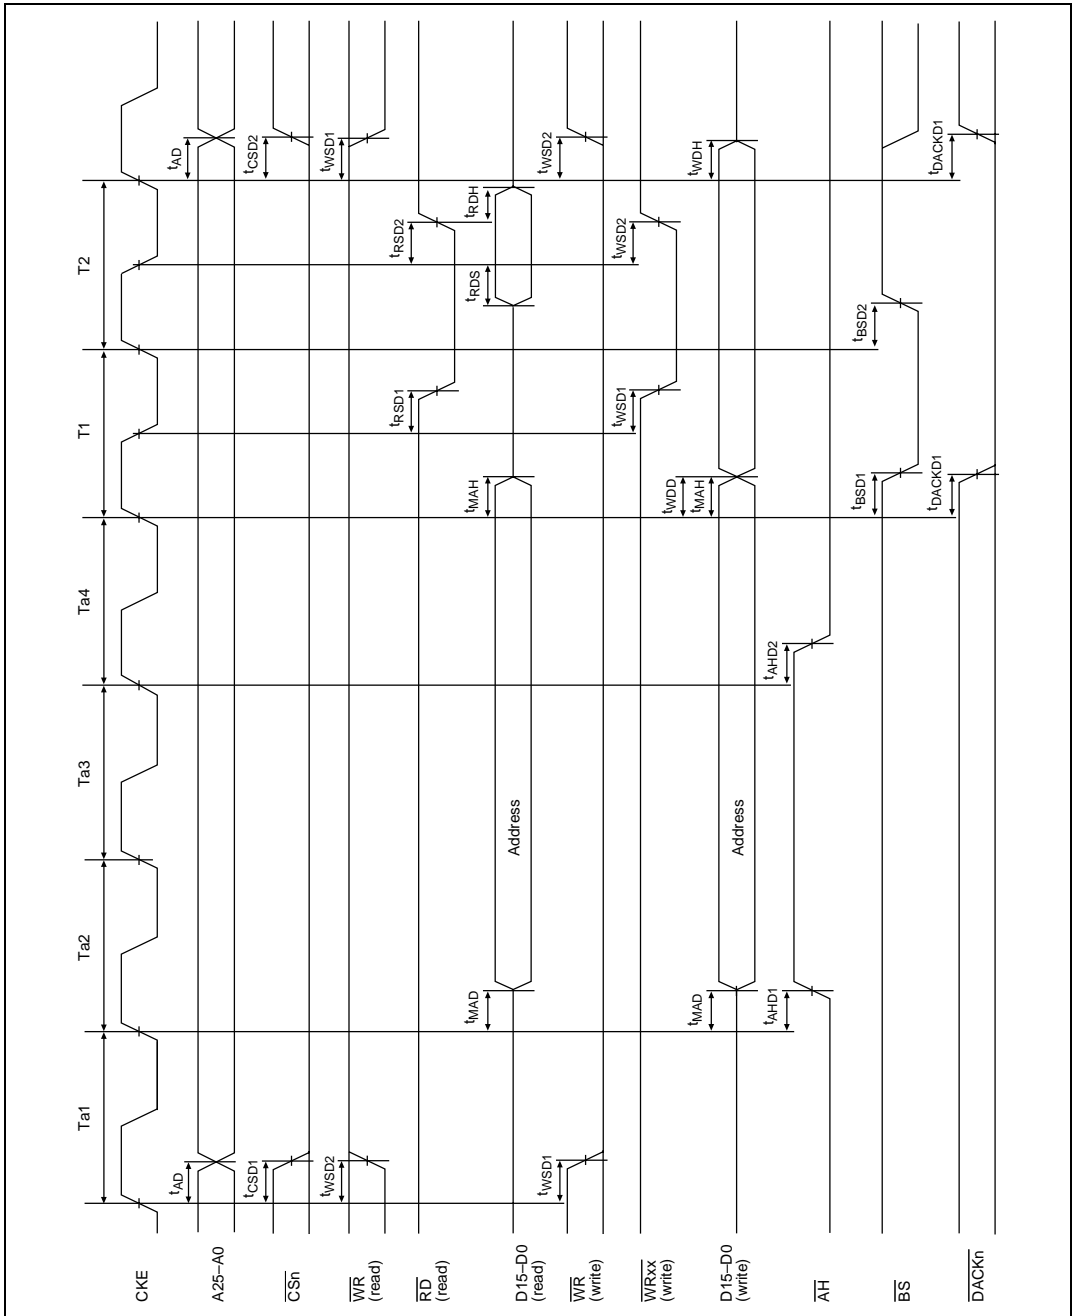 Ta1
Ta2
Ta3
Ta4
T1
T2
CKE
A25–A0
tAD
tAD
CSn
tCSD1
tCSD2
WR
(read)
tWSD2
tWSD1
RD
(read)
tRSD1
tRSD2
D15–D0
(read)
tMAD
Address
tMAH
tRDS
tRDH
WR
(write)
tWSD1
tWSD2
WRxx
(write)
tWSD1
tWSD2
D15–D0
(write)
tMAD
Address
tWDD
tMAH
tWDH
AH
tAHD1
tAHD2
BS
tBSD1
tBSD2
DACKn
tDACKD1
tDACKD1